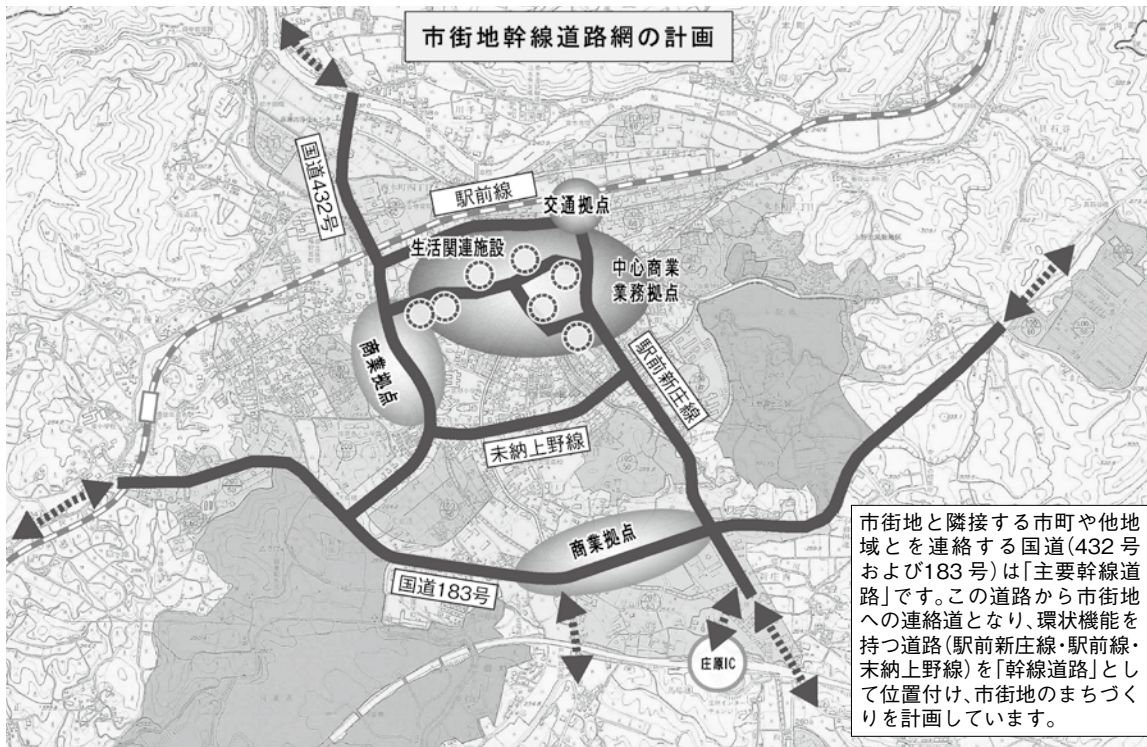 市街地幹線道路網の計画
国道432号
駅前線
交通拠点
生活関連施設
中心商業
業務拠点
商業拠点
駅前新庄線
未納上野線
商業拠点
国道183号
庄原IC
市街地と隣接する市町や他地
域とを連絡する国道(432号
および183号)は「主要幹線道
路」です。この道路から市街地
への連絡道となり、環状機能を
持つ道路(駅前新庄線・駅前線・
末納上野線)を「幹線道路」とし
て位置付け、市街地のまちづく
りを計画しています。